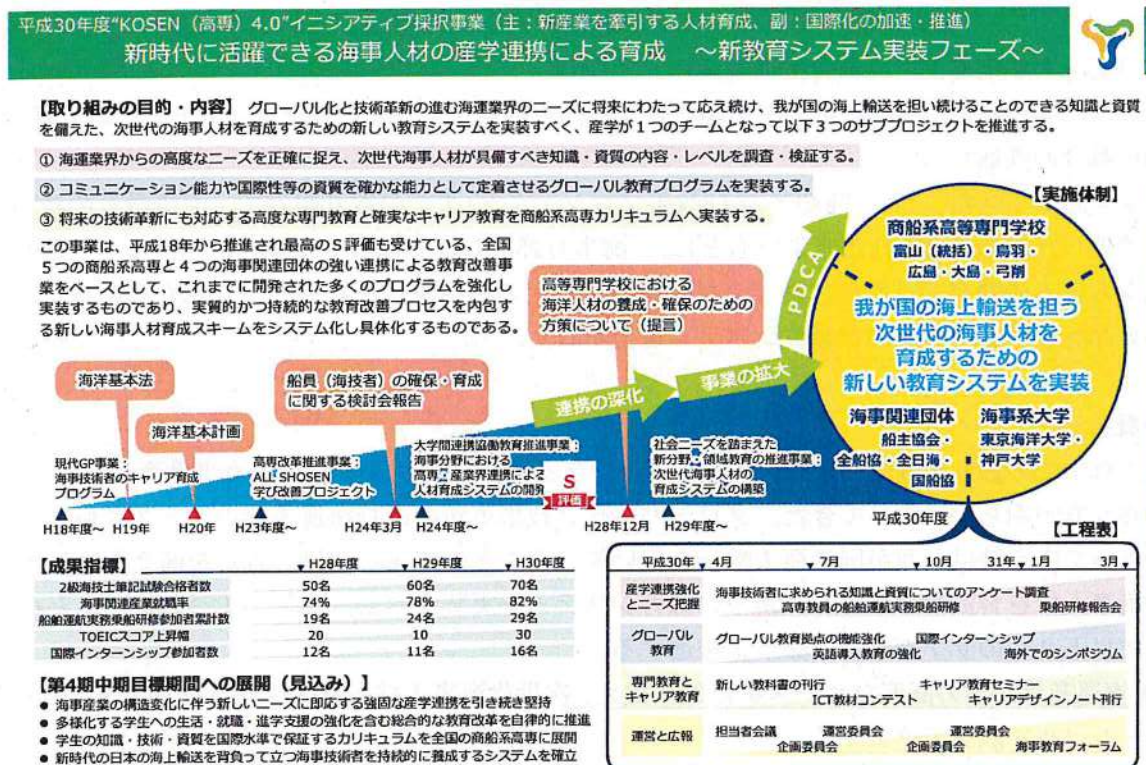 平成30年度“KOSEN（高専）4.0”イニシアティブ採択事業（主：新産業を牽引する人材育成、副：国際化の加速・推進）
新時代に活躍できる海事人材の産学連携による育成　～新教育システム実装フェーズ～
【取り組みの目的・内容】 グローバル化と技術革新の進む海運業界のニーズに将来にわたって応え続け、我が国の海上輸送を担い続けることのできる知識と資質
を備えた、次世代の海事人材を育成するための新しい教育システムを実装すべく、産学が１つのチームとなって以下３つのサブプロジェクトを推進する。
① 海運業界からの高度なニーズを正確に捉え、次世代海事人材が具備すべき知識・資質の内容・レベルを調査・検証する。
② コミュニケーション能力や国際性等の資質を確かな能力として定着させるグローバル教育プログラムを実装する。
③ 将来の技術革新にも対応する高度な専門教育と確実なキャリア教育を商船系高専カリキュラムへ実装する。
この事業は、平成18年から推進され最高のＳ評価も受けている、全国
５つの商船系高専と４つの海事関連団体の強い連携による教育改善事
業をベースとして、これまでに開発された多くのプログラムを強化し
実装するものであり、実質的かつ持続的な教育改善プロセスを内包す
る新しい海事人材育成スキームをシステム化し具体化するものである。
【実施体制】
商船系高等専門学校
富山（統括）・鳥羽・
広島・大島・弓削
我が国の海上輸送を担う
次世代の海事人材を
育成するための
新しい教育システムを実装
海事関連団体
船主協会・
全船協・全日海・
国船協
海事系大学
東京海洋大学・
神戸大学
PDCA
事業の拡大
連携の深化
高等専門学校における
海洋人材の養成・確保のための
方策について（提言）
船員（海技者）の確保・育成
に関する検討会報告
海洋基本法
海洋基本計画
現代GP事業：
海事技術者のキャリア育成
プログラム
高専改革推進事業：
ALL SHOSEN
学び改善プロジェクト
大学間連携協働教育推進事業：
海事分野における
高専・産業界連携による
人材育成システムの開発
S
評価
社会ニーズを踏まえた
新分野・領域教育の推進事業：
次世代海事人材の
育成システムの構築
H18年度～ H19年 H20年 H23年度～ H24年3月 H24年度～ H28年12月 H29年度～ 平成30年度
【成果指標】 H28年度 H29年度 H30年度
2級海技士筆記試験合格者数 50名 60名 70名
海事関連産業就職率 74% 78% 82%
船舶運航実務乗船研修参加者累計数 19名 24名 29名
TOEICスコア上昇幅 20 10 30
国際インターンシップ参加者数 12名 11名 16名
【第4期中期目標期間への展開（見込み）】
● 海事産業の構造変化に伴う新しいニーズに即応する強固な産学連携を引き続き堅持
● 多様化する学生への生活・就職・進学支援の強化を含む総合的な教育改革を自律的に推進
● 学生の知識・技術・資質を国際水準で保証するカリキュラムを全国の商船系高専に展開
● 新時代の日本の海上輸送を背負って立つ海事技術者を持続的に養成するシステムを確立
【工程表】
平成30年 4月 7月 10月 31年 1月 3月
産学連携強化
とニーズ把握
海事技術者に求められる知識と資質についてのアンケート調査
高専教員の船舶運航実務乗船研修 乗船研修報告会
グローバル
教育
グローバル教育拠点の機能強化 国際インターンシップ
英語導入教育の強化 海外でのシンポジウム
専門教育と
キャリア教育
新しい教科書の刊行 キャリア教育セミナー
ICT教材コンテスト キャリアデザインノート刊行
運営と広報
担当者会議 運営委員会 運営委員会
企画委員会 企画委員会 海事教育フォーラム